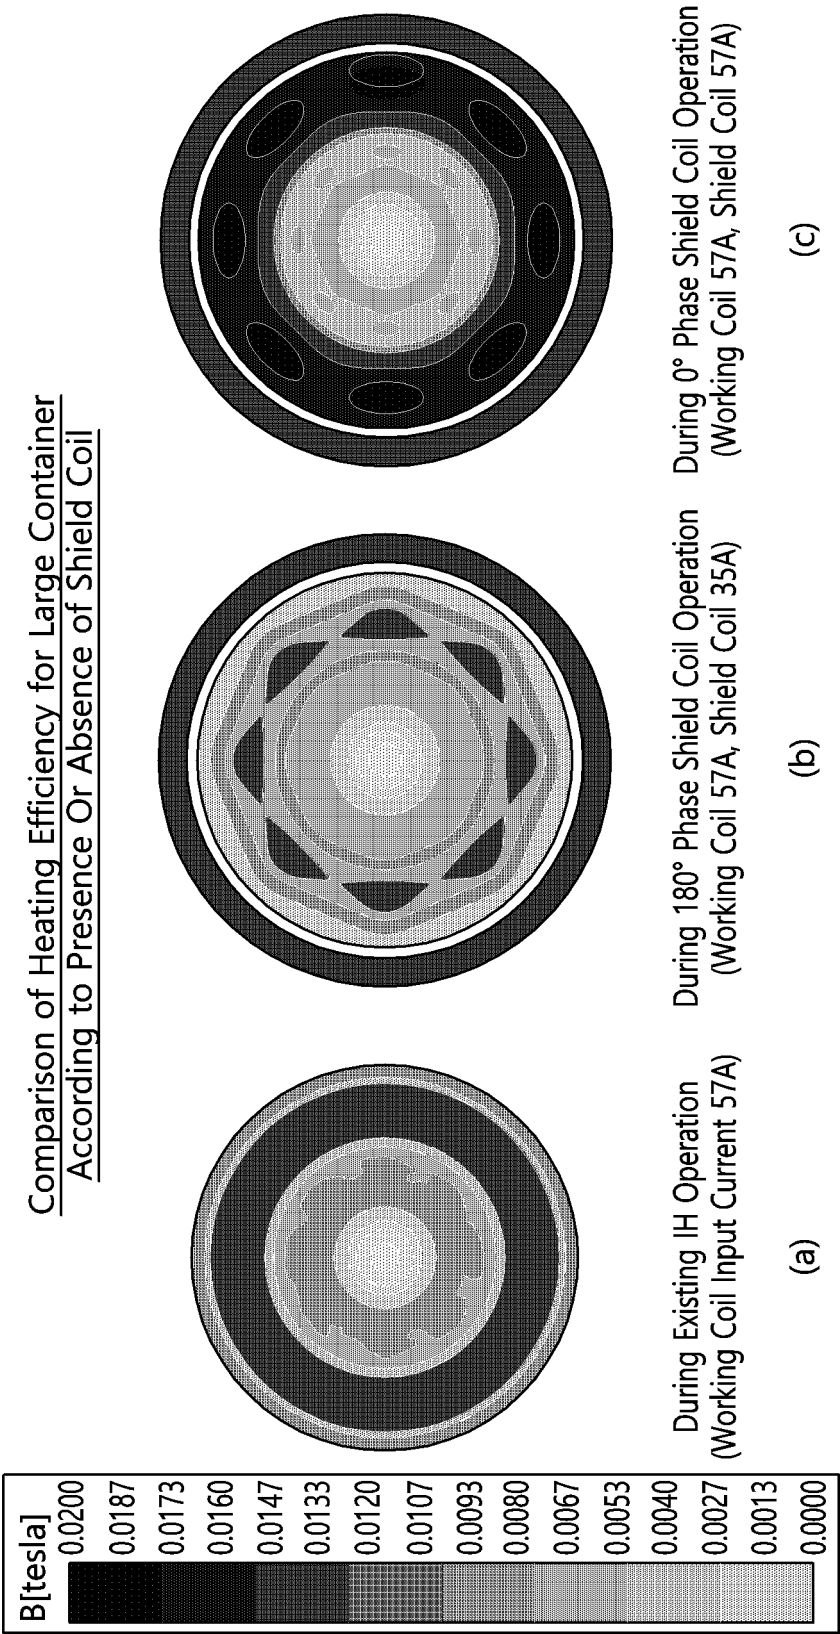 Comparison of Heating Efficiency for Large Container
According to Presence Or Absence of Shield Coil
B[tesla]
0.0200
0.0187
0.0173
0.0160
0.0147
0.0133
0.0120
0.0107
0.0093
0.0080
0.0067
0.0053
0.0040
0.0027
0.0013
0.0000
During Existing IH Operation
(Working Coil Input Current 57A)
(a)
During 180° Phase Shield Coil Operation
(Working Coil 57A, Shield Coil 35A)
(b)
During 0° Phase Shield Coil Operation
(Working Coil 57A, Shield Coil 57A)
(c)